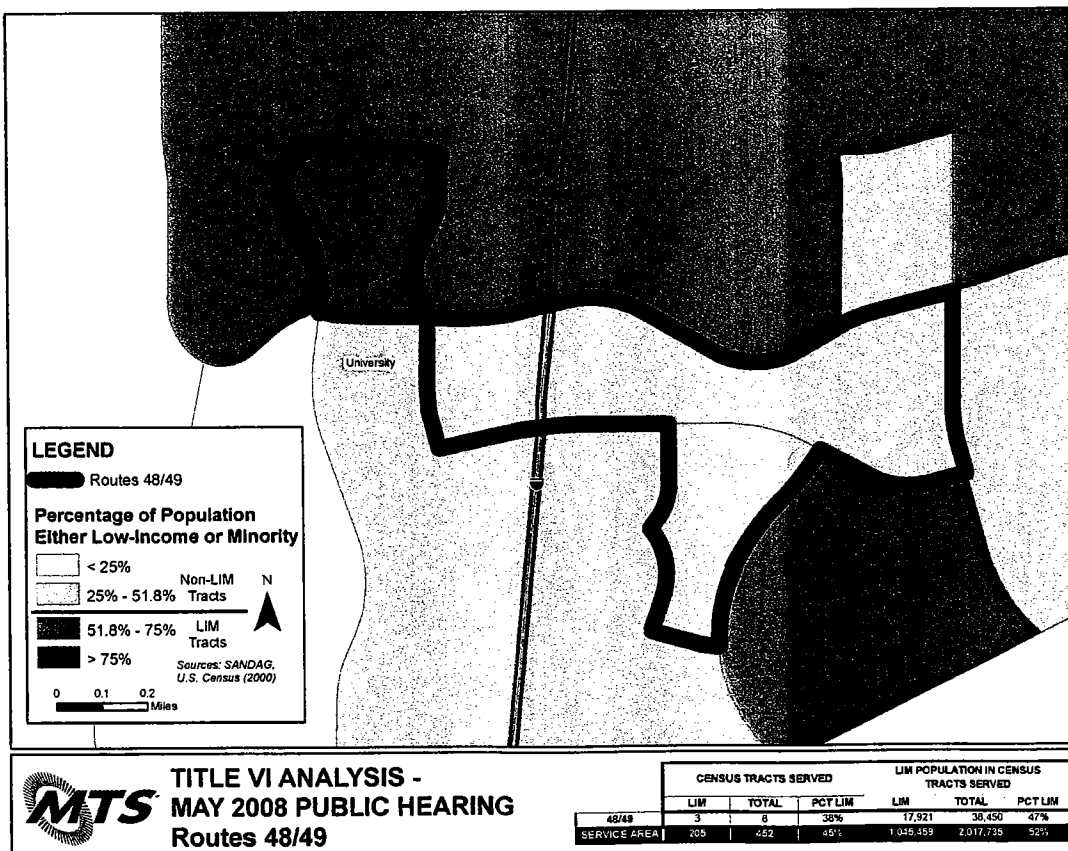 University
LEGEND
Routes 48/49
Percentage of Population
Either Low-Income or Minority
< 25%
25% - 51.8%
Non-LIM
Tracts
N
51.8% - 75%
LIM
Tracts
> 75%
Sources: SANDAG,
U.S. Census (2000)
0 0.1 0.2
Miles
MTS
TITLE VI ANALYSIS -
MAY 2008 PUBLIC HEARING
Routes 48/49
CENSUS TRACTS SERVED
LIM POPULATION IN CENSUS
TRACTS SERVED
LIM TOTAL PCT LIM LIM TOTAL PCT LIM
48/49 3 8 38% 17,921 38,450 47%
SERVICE AREA 205 452 45% 1,045,459 2,017,735 52%